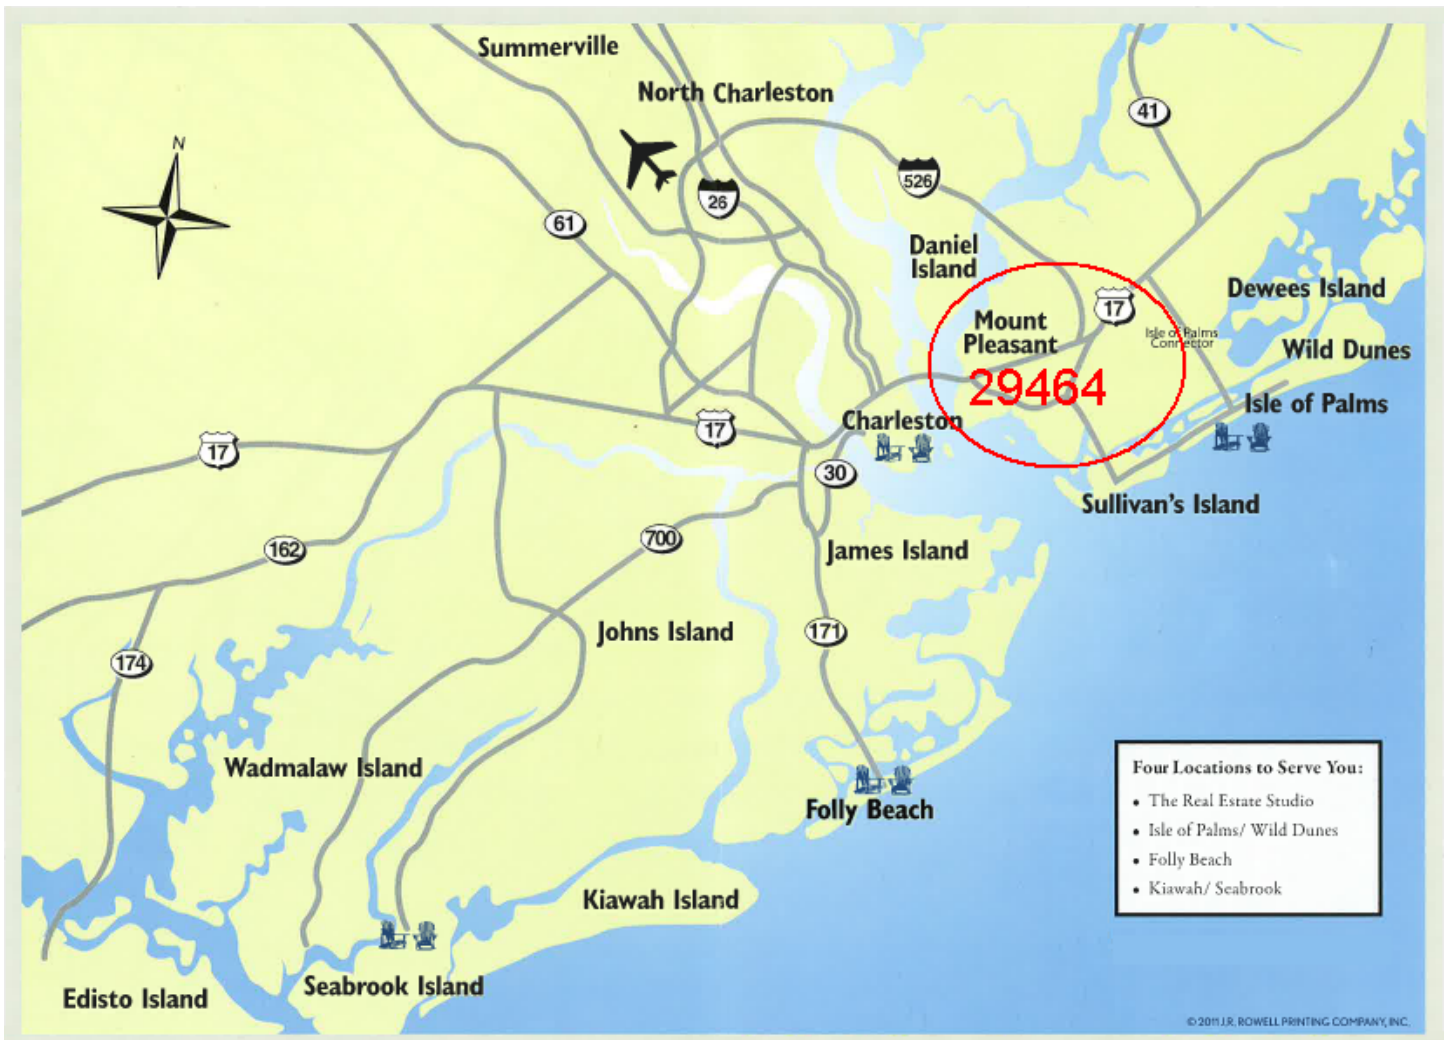 Summerville
North Charleston
N
41
526
26
61
Daniel
Island
Dewees Island
17
Mount
Pleasant
Isle of Palms
Connector
Wild Dunes
29464
Isle of Palms
Charleston
17
17
30
Sullivan's Island
700
162
James Island
Johns Island
171
174
Wadmalaw Island
Four Locations to Serve You:
• The Real Estate Studio
• Isle of Palms/ Wild Dunes
• Folly Beach
• Kiawah/ Seabrook
Folly Beach
Kiawah Island
Seabrook Island
Edisto Island
© 2011 J.R. ROWELL PRINTING COMPANY, INC.